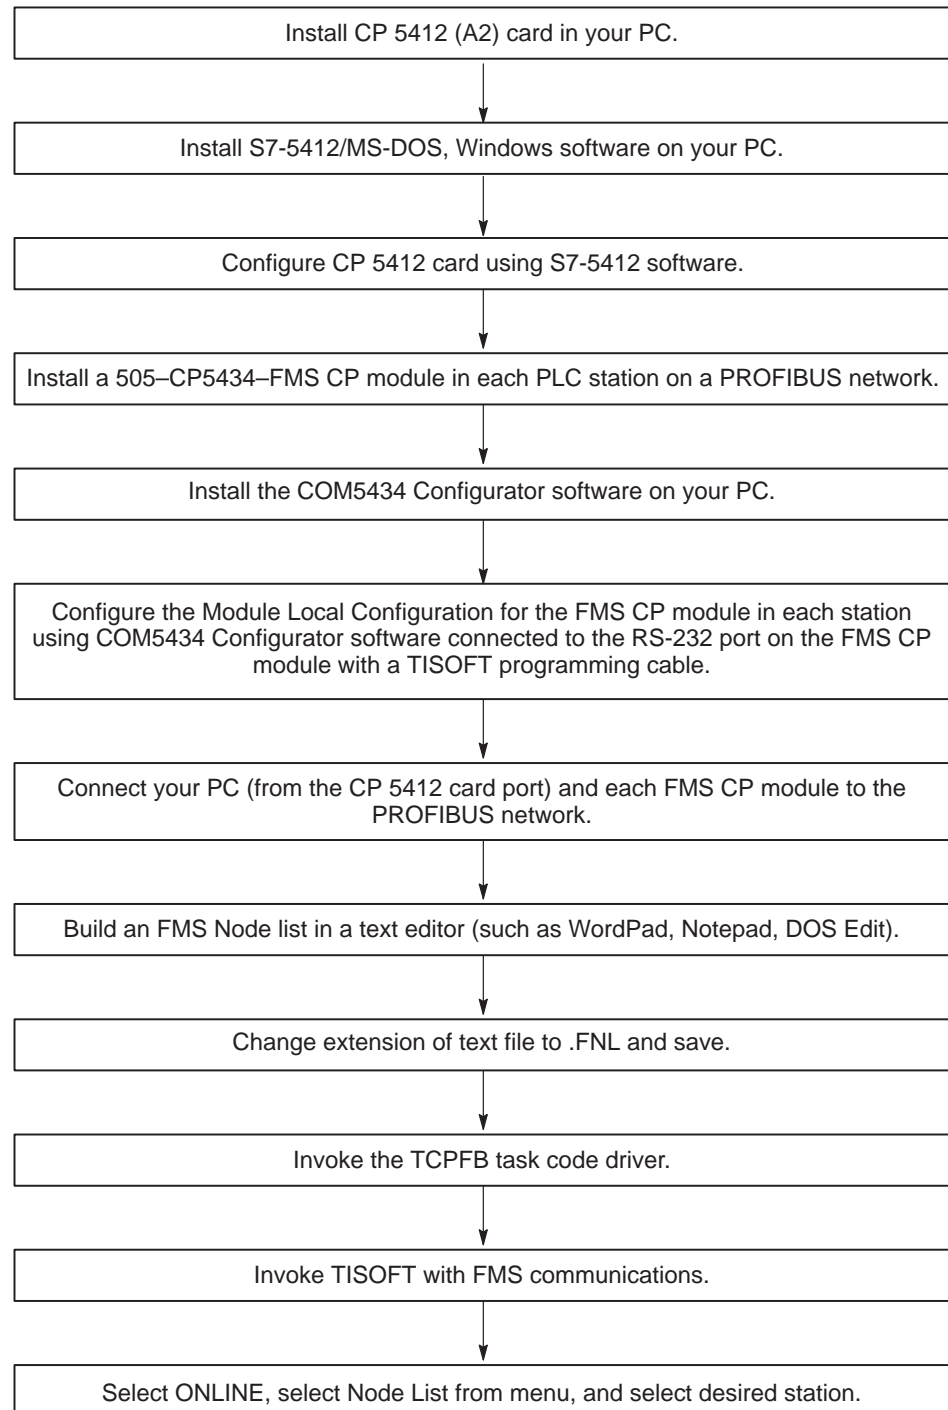 Install CP 5412 (A2) card in your PC.
Install S7-5412/MS-DOS, Windows software on your PC.
Configure CP 5412 card using S7-5412 software.
Install a 505–CP5434–FMS CP module in each PLC station on a PROFIBUS network.
Install the COM5434 Configurator software on your PC.
Configure the Module Local Configuration for the FMS CP module in each station
using COM5434 Configurator software connected to the RS-232 port on the FMS CP
module with a TISOFT programming cable.
Connect your PC (from the CP 5412 card port) and each FMS CP module to the
PROFIBUS network.
Build an FMS Node list in a text editor (such as WordPad, Notepad, DOS Edit).
Change extension of text file to .FNL and save.
Invoke the TCPFB task code driver.
Invoke TISOFT with FMS communications.
Select ONLINE, select Node List from menu, and select desired station.